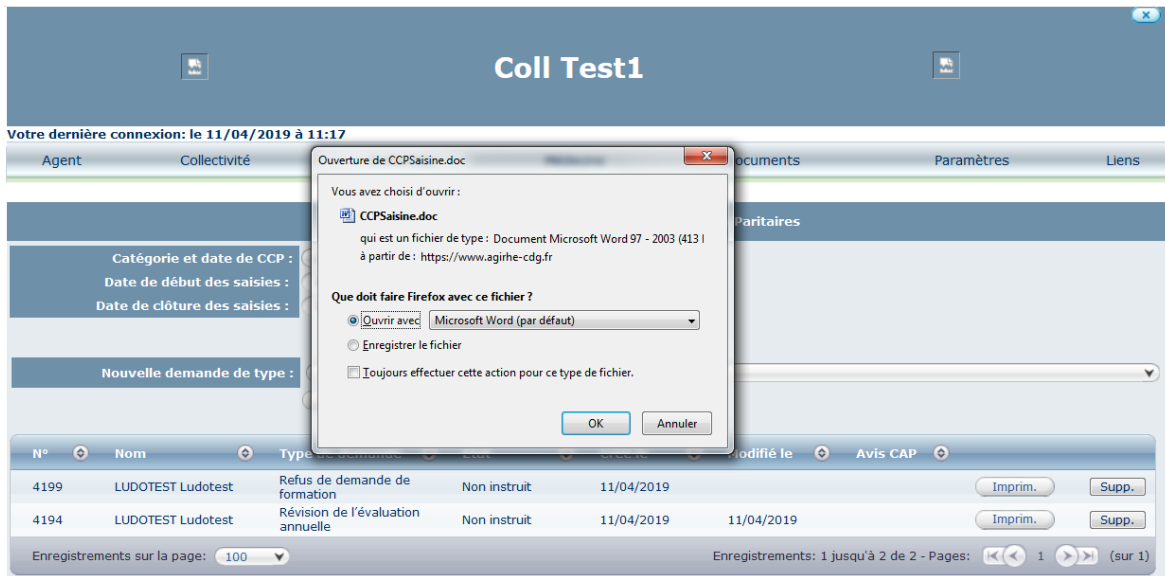 Coll Test1
Votre dernière connexion: le 11/04/2019 à 11:17
Agent Collectivité Documents Paramètres Liens
Ouverture de CCPSaisine.doc
Vous avez choisi d'ouvrir :
CCPSaisine.doc
qui est un fichier de type : Document Microsoft Word 97 - 2003 (413
à partir de : https://www.agirhe-cdg.fr
Que doit faire Firefox avec ce fichier ?
Ouvrir avec Microsoft Word (par défaut)
Enregistrer le fichier
Toujours effectuer cette action pour ce type de fichier.
OK Annuler
Paritaires
Catégorie et date de CCP :
Date de début des saisies :
Date de clôture des saisies :
Nouvelle demande de type :
N° Nom Type de demande Etat Créé le Modifié le Avis CAP
4199 LUDOTEST Ludotest Refus de demande de formation Non instruit 11/04/2019 Imprim. Supp.
4194 LUDOTEST Ludotest Révision de l'évaluation annuelle Non instruit 11/04/2019 11/04/2019 Imprim. Supp.
Enregistrements sur la page: 100 Enregistrements: 1 jusqu'à 2 de 2 - Pages: 1 (sur 1)